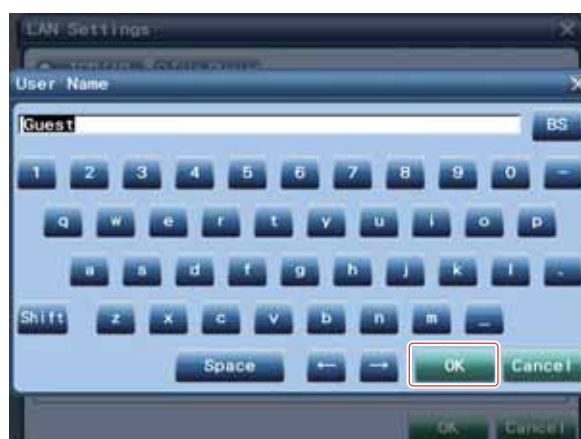 LAN Settings
User Name
Guest BS
1 2 3 4 5 6 7 8 9 0 -
q w e r t y u i o p
a s d f g h j k l .
Shift z x c v b n m _
Space ← → OK Cancel
OK Cancel